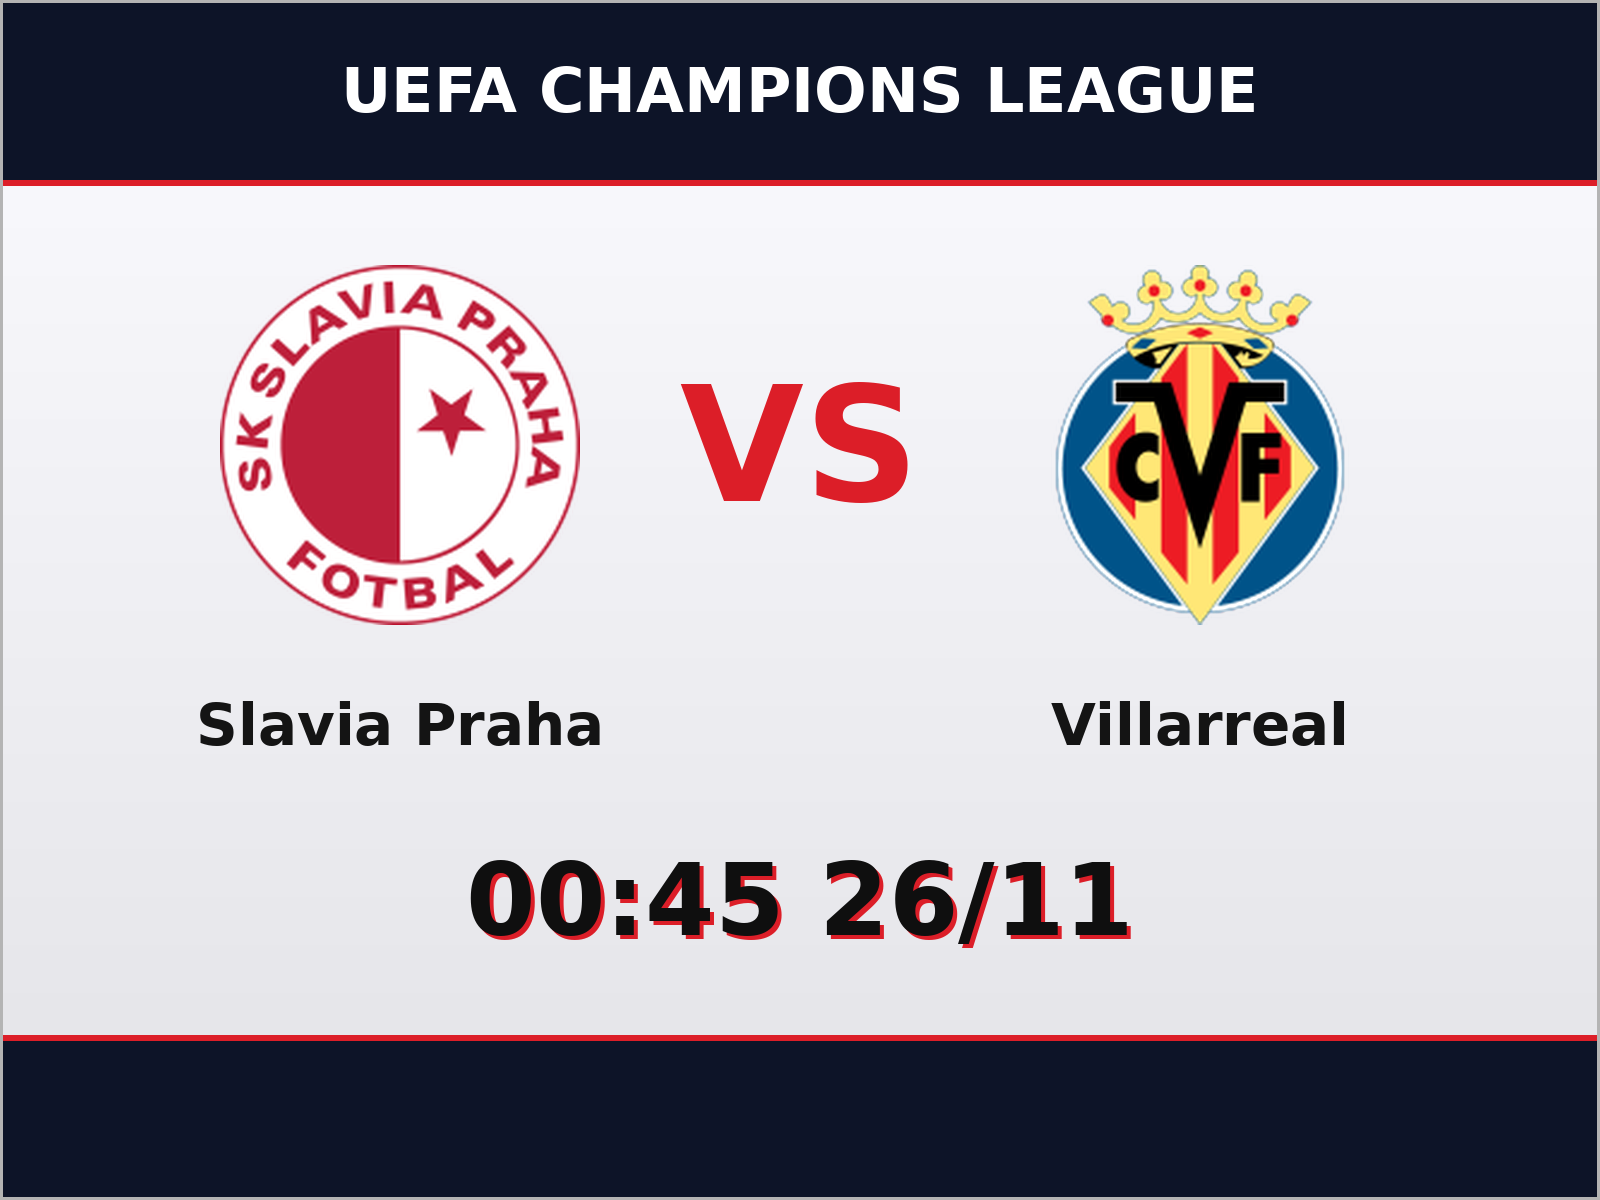 UEFA CHAMPIONS LEAGUE
SK SLAVIA PRAHA
FOTBAL
VS
CVF
Slavia Praha
Villarreal
00:45 26/11